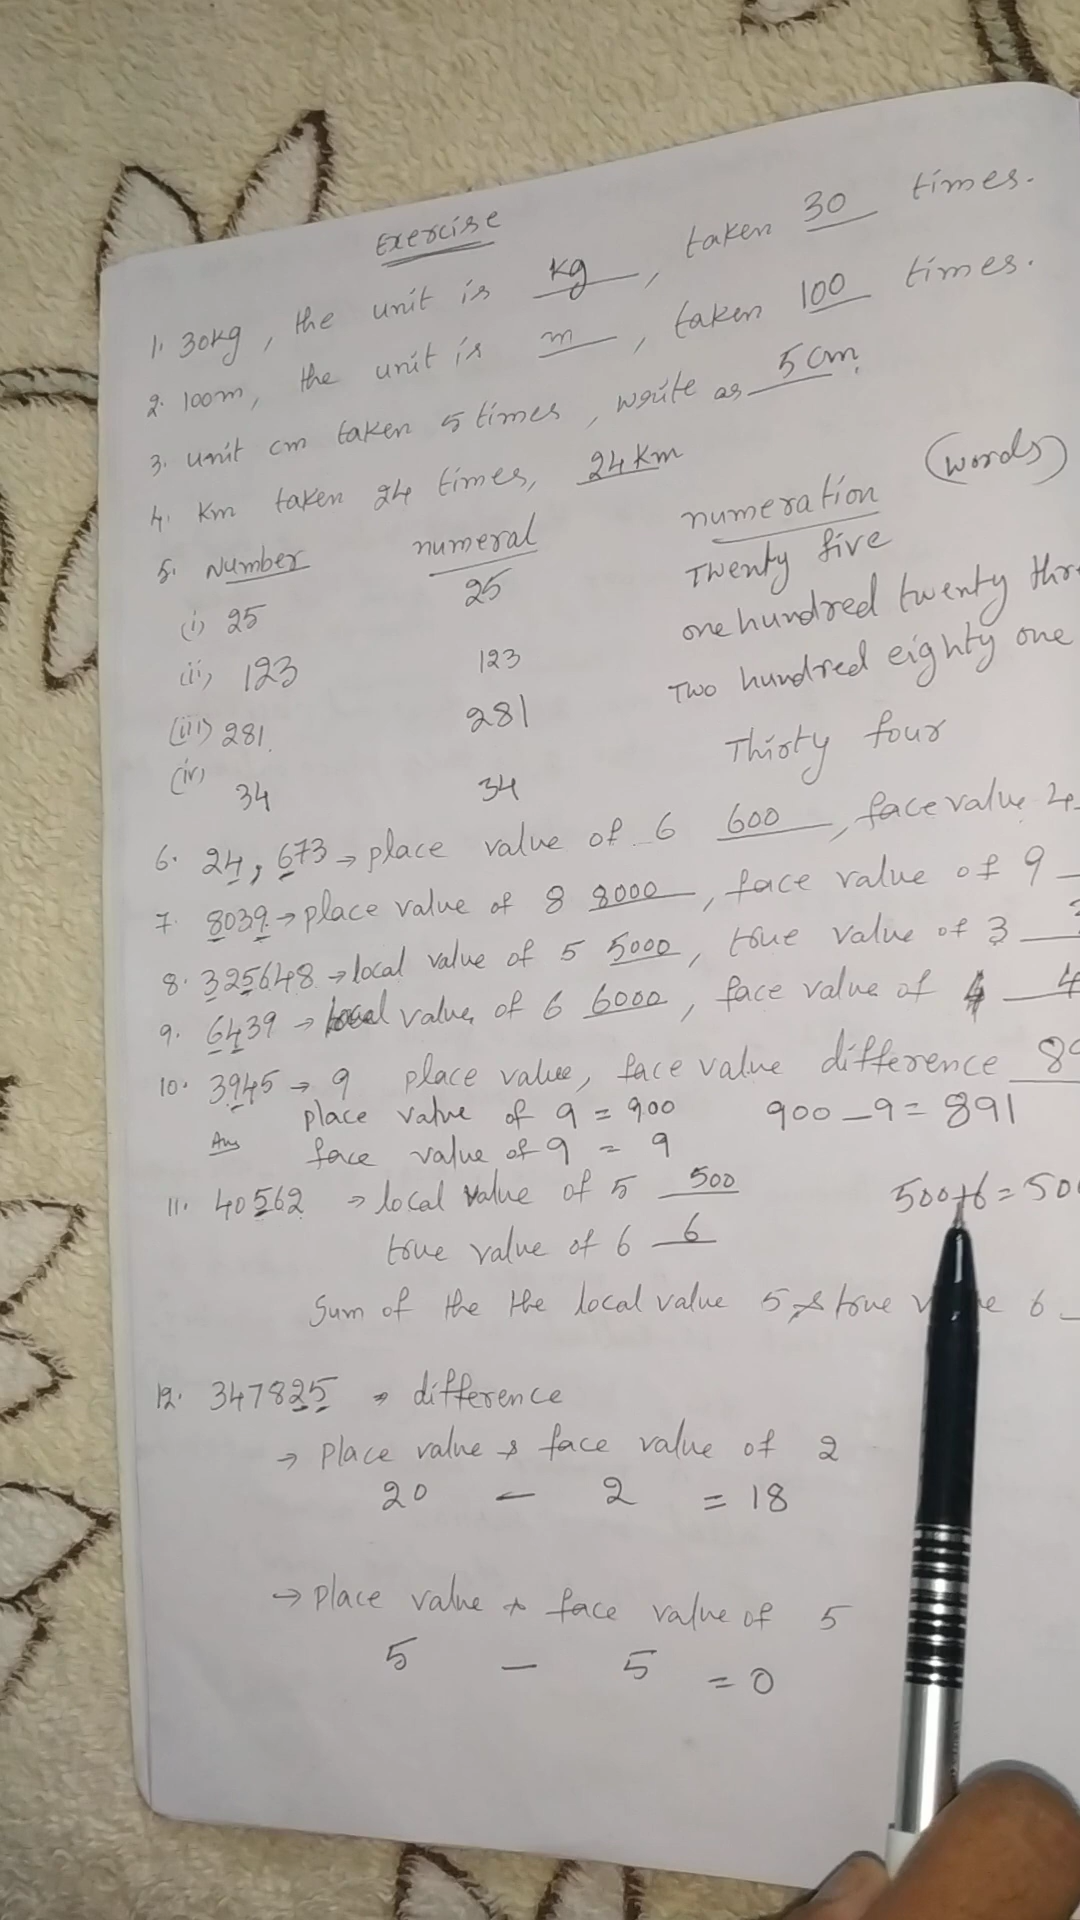 Exercise
1. 30kg, the unit is kg, taken 30 times.
2. 100m, the unit is m, taken 100 times.
3. unit cm taken 5 times, write as 5cm.
4. Km taken 24 times, 24Km
5. Number numeral numeration (words)
(i) 25 25 Twenty five
(ii) 123 123 one hundred twenty
(iii) 281. 281 Two hundred eighty one
(iv) 34 34 Thirty four
6. 24,673 → place value of 6 600, face value 4
7. 8039 → place value of 8 8000, face value of 9
8. 325648 → local value of 5 5000, true value of 3
9. 6439 → local value of 6 6000, face value of 4 4
10. 3945 → 9 place value, face value difference 89
place value of 9 = 900 900 - 9 = 891
Ans face value of 9 = 9
11. 40562 → local value of 5 500 500+6 = 50
true value of 6 6
Sum of the the local value 5 & true 6
12. 347825 → difference
→ Place value & face value of 2
20 - 2 = 18
→ Place value & face value of 5
5 - 5 = 0